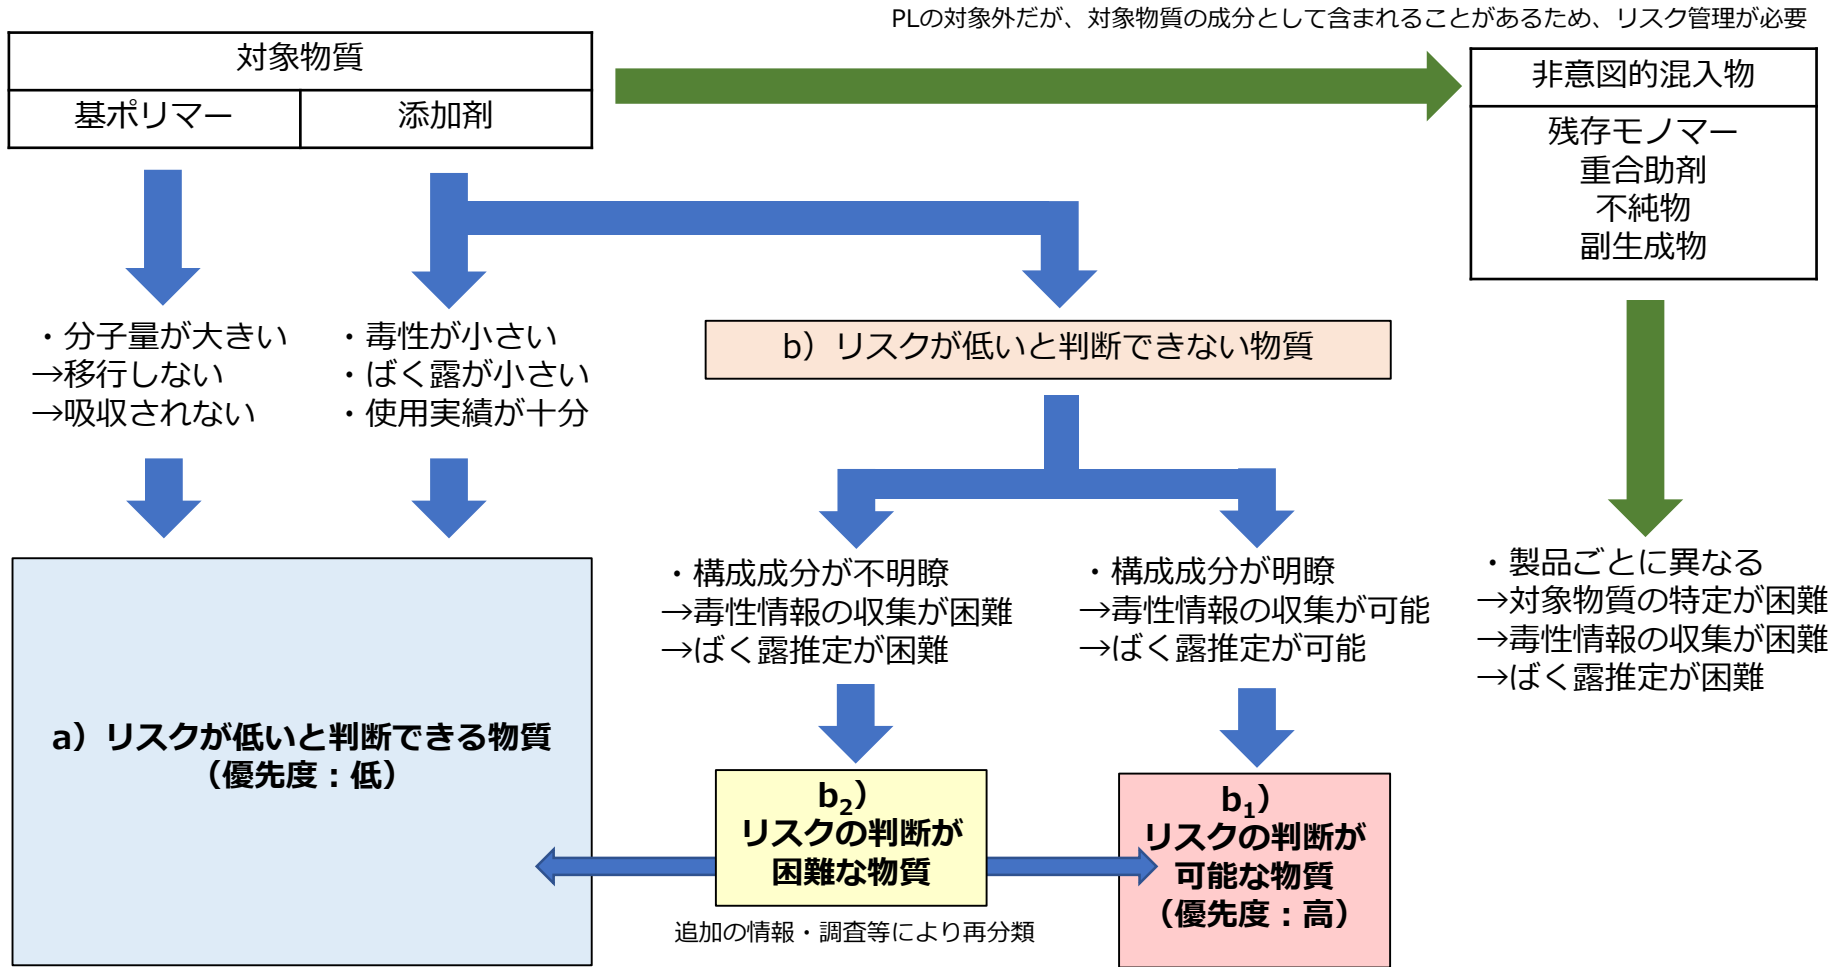 PLの対象外だが、対象物質の成分として含まれることがあるため、リスク管理が必要
対象物質
基ポリマー
添加剤
非意図的混入物
残存モノマー
重合助剤
不純物
副生成物
・分子量が大きい
→移行しない
→吸収されない
・毒性が小さい
・ばく露が小さい
・使用実績が十分
b）リスクが低いと判断できない物質
・構成成分が不明瞭
→毒性情報の収集が困難
→ばく露推定が困難
・構成成分が明瞭
→毒性情報の収集が可能
→ばく露推定が可能
・製品ごとに異なる
→対象物質の特定が困難
→毒性情報の収集が困難
→ばく露推定が困難
a）リスクが低いと判断できる物質
（優先度：低）
b₂）
リスクの判断が
困難な物質
b₁）
リスクの判断が
可能な物質
（優先度：高）
追加の情報・調査等により再分類